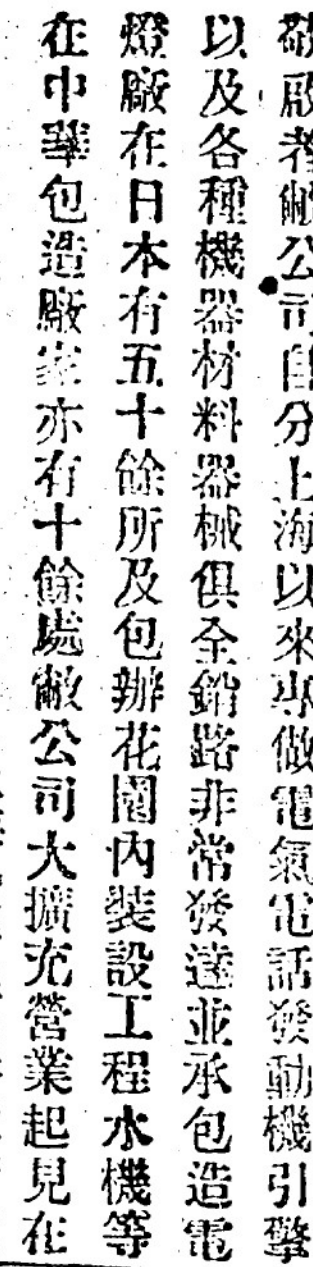 敬啟者敝公司自分上海以來專做電氣電話發動機引擎
以及各種機器材料器械俱全銷路非常發達並承包造電
燈廠在日本有五十餘所及包辦花園內裝設工程水機等
在中華包造廠家亦有十餘處敝公司大擴充營業起見在